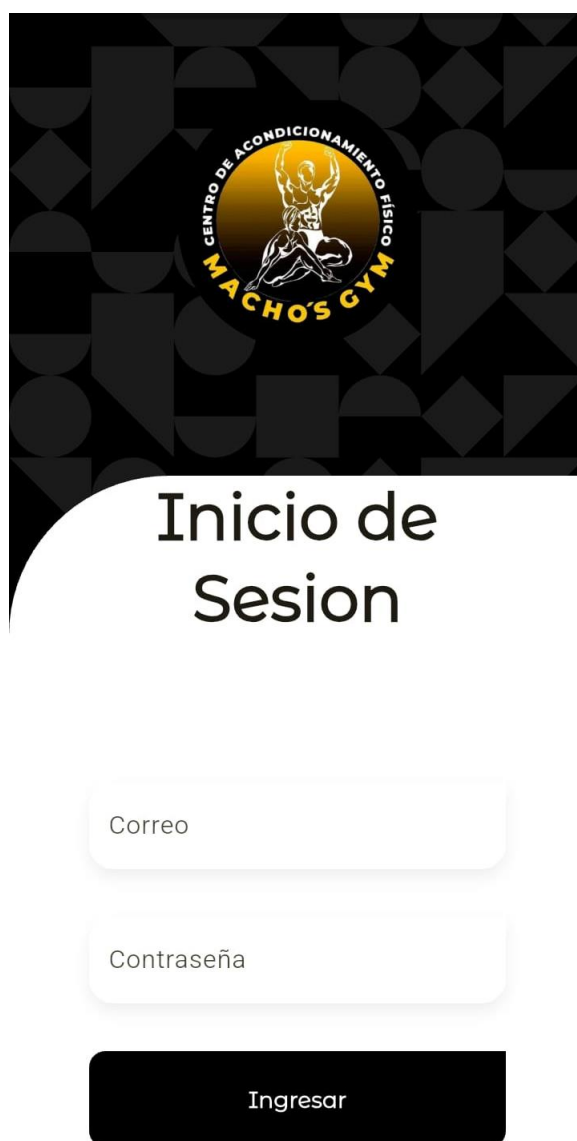 CENTRO DE ACONDICIONAMIENTO FÍSICO
MACHO´S GYM
Inicio de
Sesion
Correo
Contraseña
Ingresar